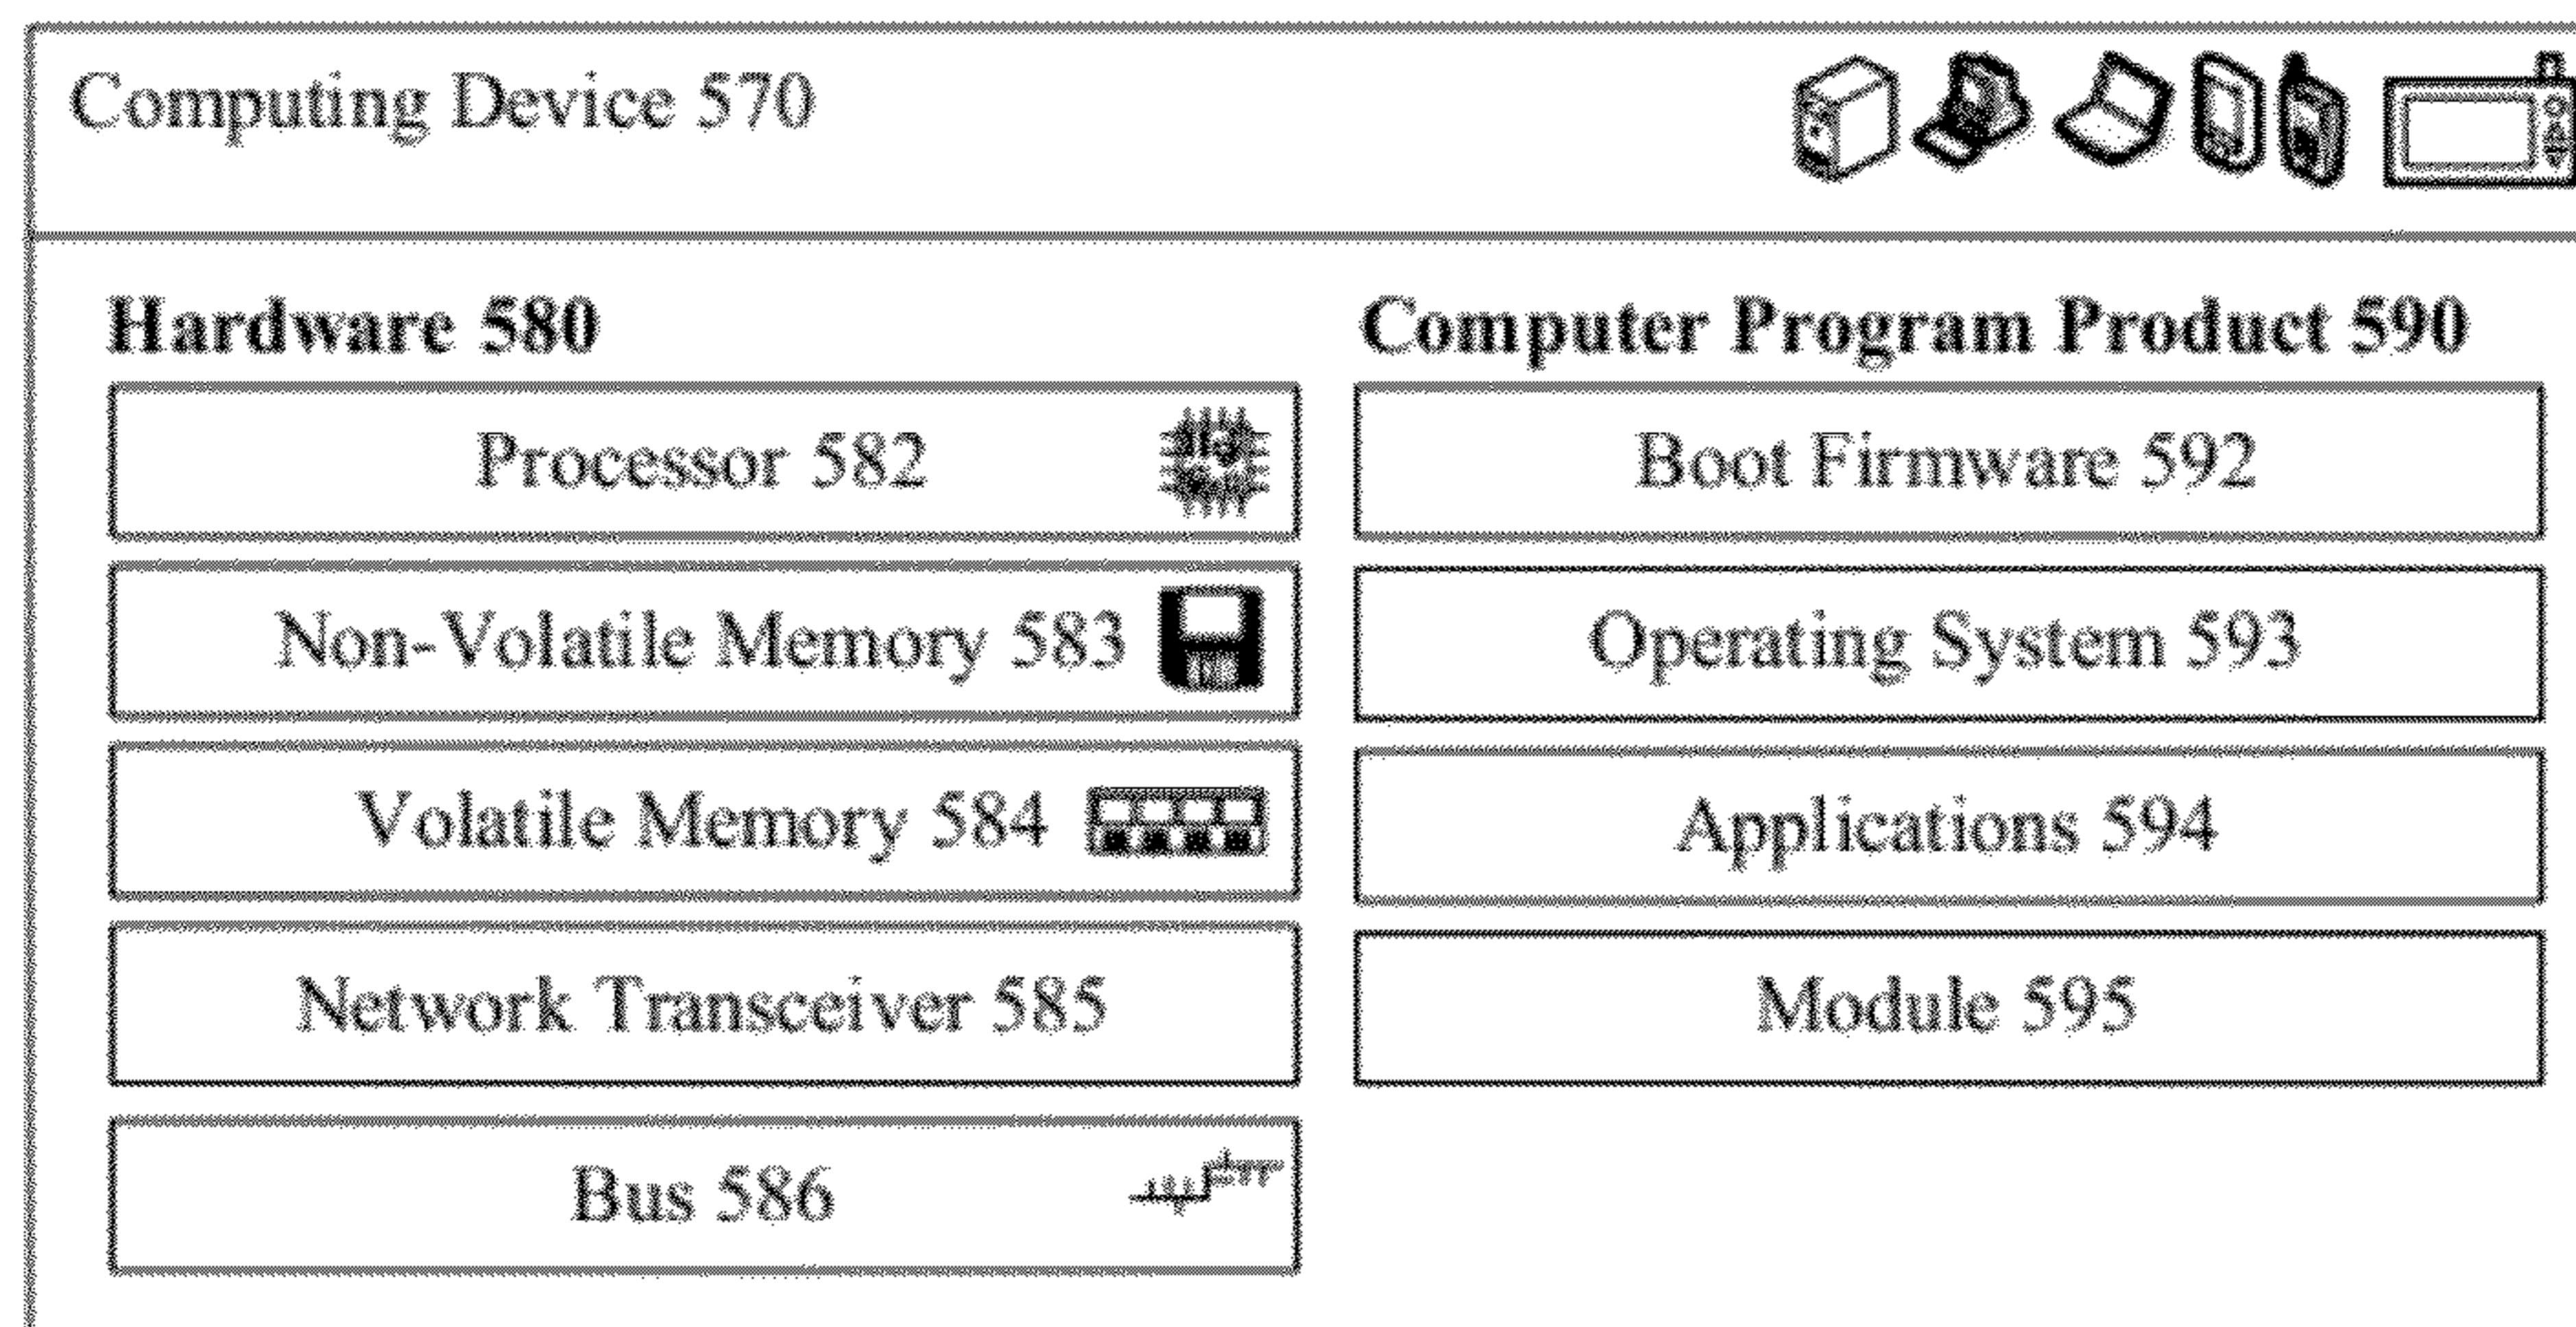 Computing Device 570
Hardware 580
Processor 582
Non-Volatile Memory 583
Volatile Memory 584
Network Transceiver 585
Bus 586
Computer Program Product 590
Boot Firmware 592
Operating System 593
Applications 594
Module 595